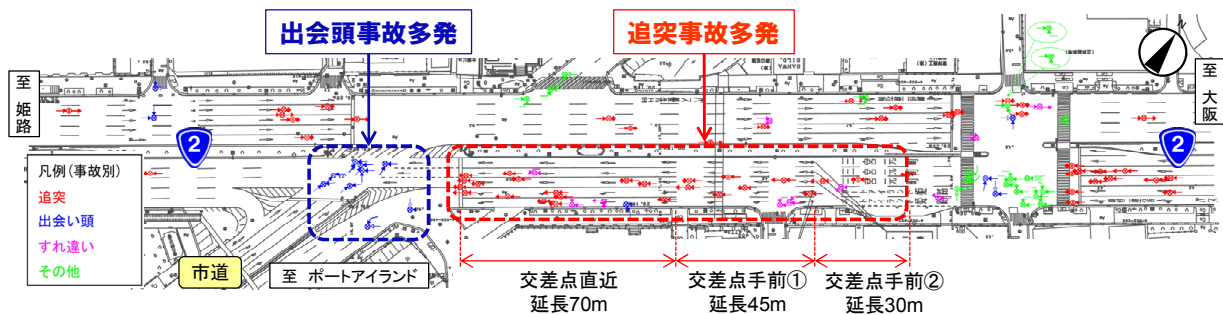 出会頭事故多発
追突事故多発
至 姫路
至 大阪
2
2
凡例(事故別)
追突
出会い頭
すれ違い
その他
市道
至 ポートアイランド
交差点直近
延長70m
交差点手前①
延長45m
交差点手前②
延長30m